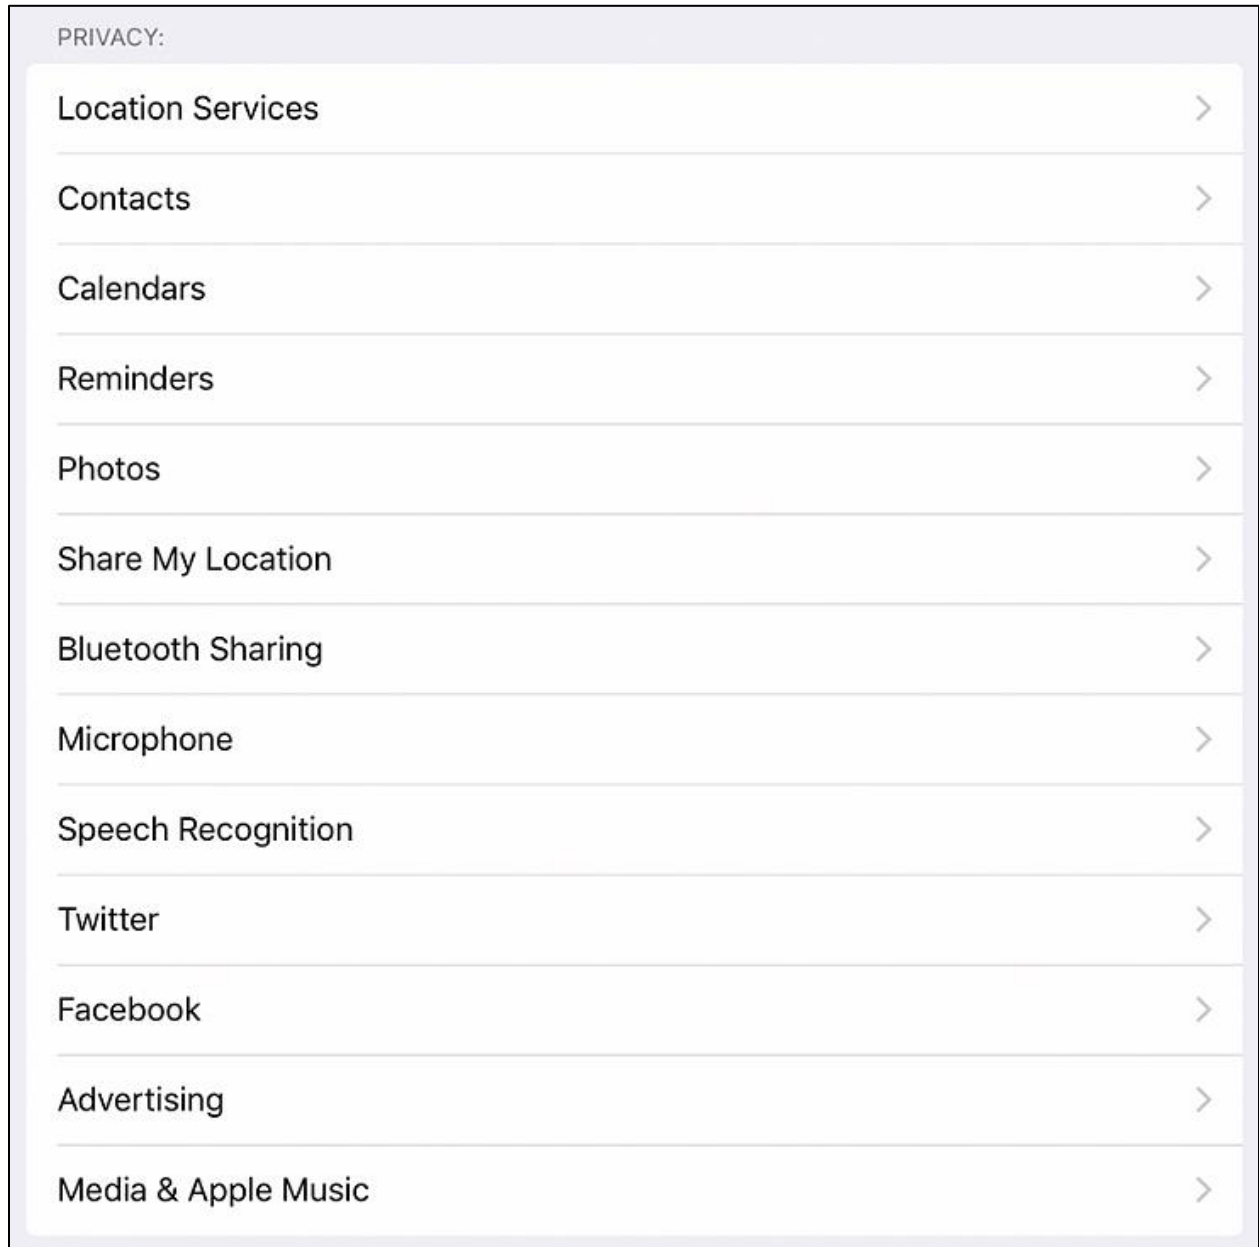 PRIVACY:
Location Services
Contacts
Calendars
Reminders
Photos
Share My Location
Bluetooth Sharing
Microphone
Speech Recognition
Twitter
Facebook
Advertising
Media & Apple Music